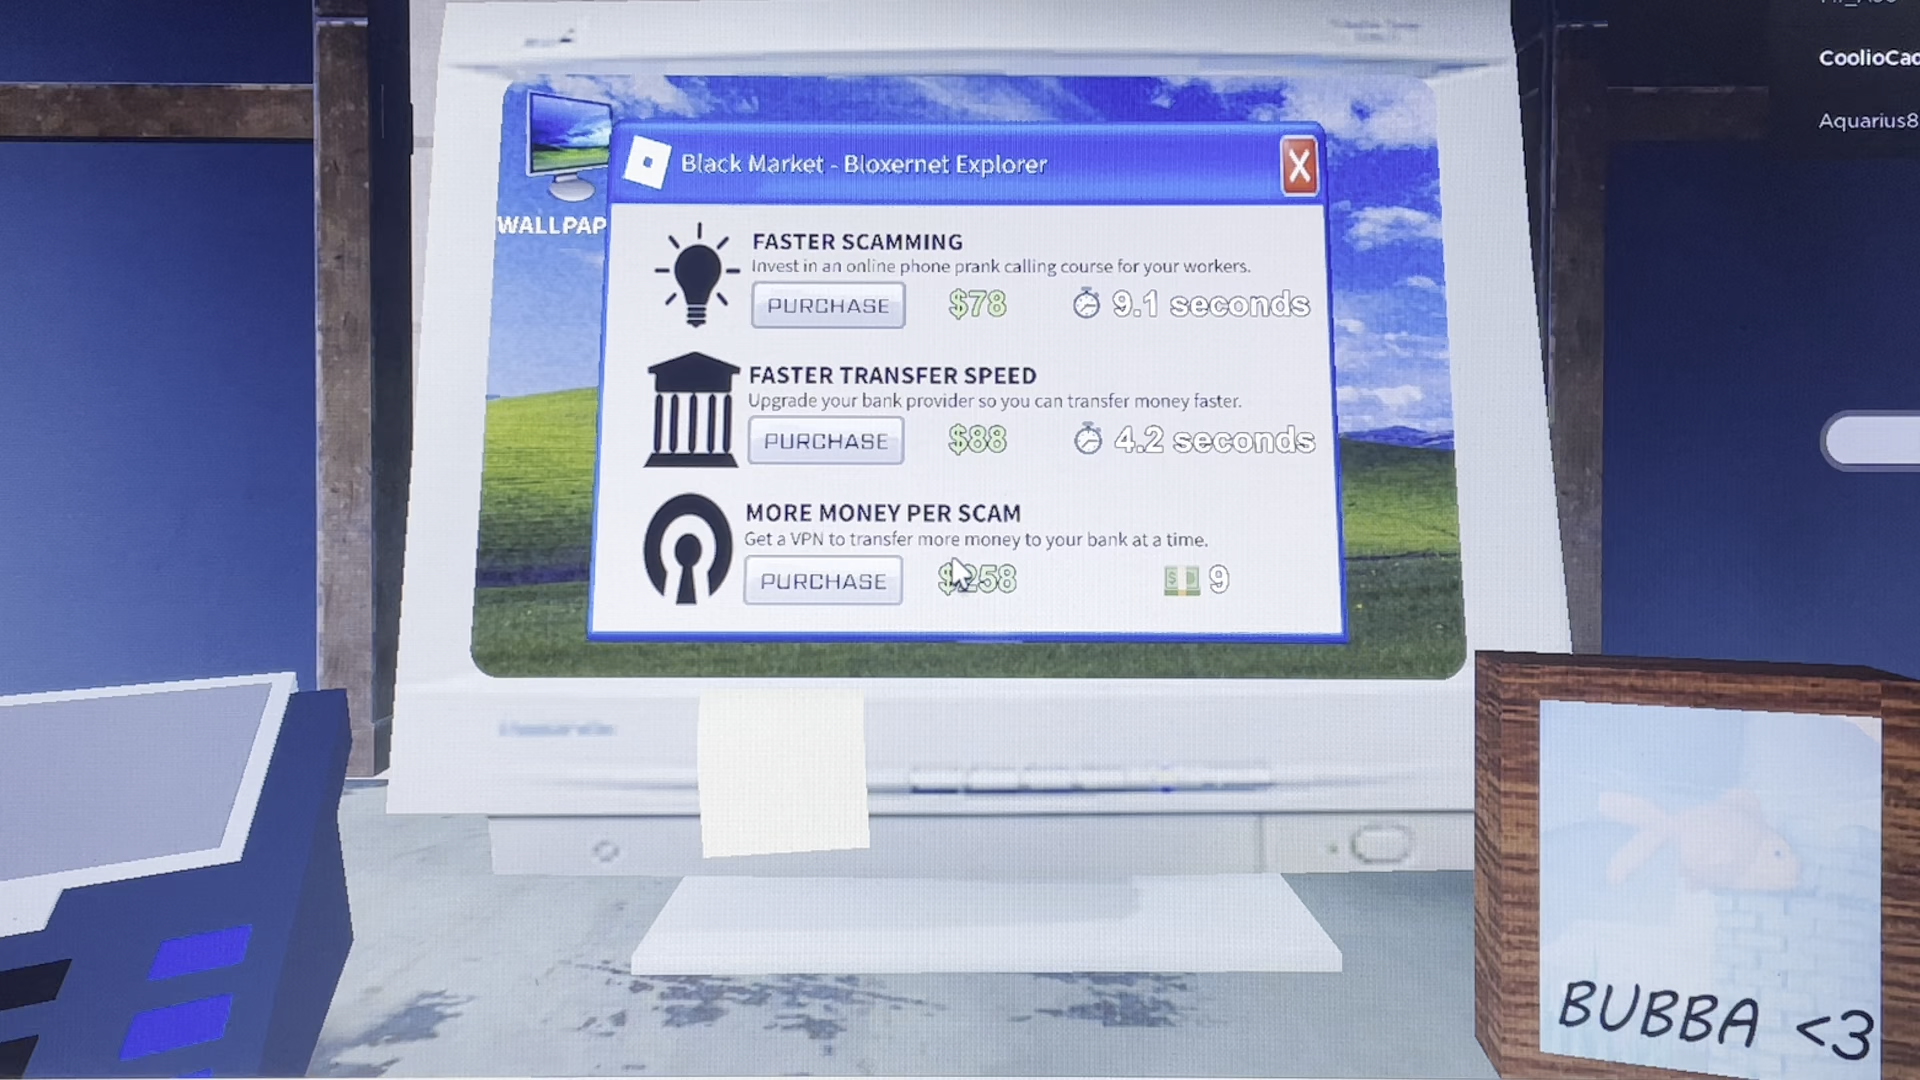 CoolioCac
Aquarius8
WALLPAP
Black Market - Bloxernet Explorer
X
FASTER SCAMMING
Invest in an online phone prank calling course for your workers.
PURCHASE $78 9.1 seconds
FASTER TRANSFER SPEED
Upgrade your bank provider so you can transfer money faster.
PURCHASE $88 4.2 seconds
MORE MONEY PER SCAM
Get a VPN to transfer more money to your bank at a time.
PURCHASE $258 9
BUBBA <3